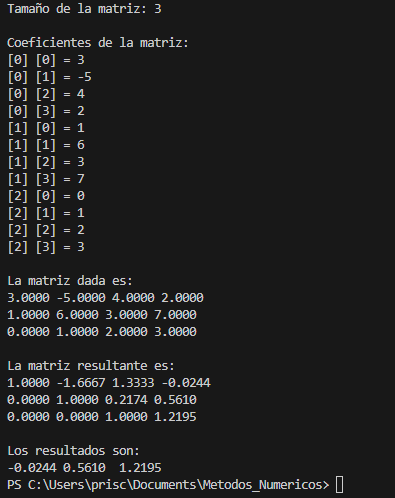 Tamaño de la matriz: 3
Coeficientes de la matriz:
[0] [0] = 3
[0] [1] = -5
[0] [2] = 4
[0] [3] = 2
[1] [0] = 1
[1] [1] = 6
[1] [2] = 3
[1] [3] = 7
[2] [0] = 0
[2] [1] = 1
[2] [2] = 2
[2] [3] = 3
La matriz dada es:
3.0000 -5.0000 4.0000 2.0000
1.0000 6.0000 3.0000 7.0000
0.0000 1.0000 2.0000 3.0000
La matriz resultante es:
1.0000 -1.6667 1.3333 -0.0244
0.0000 1.0000 0.2174 0.5610
0.0000 0.0000 1.0000 1.2195
Los resultados son:
-0.0244 0.5610  1.2195
PS C:\Users\prisc\Documents\Metodos_Numericos>